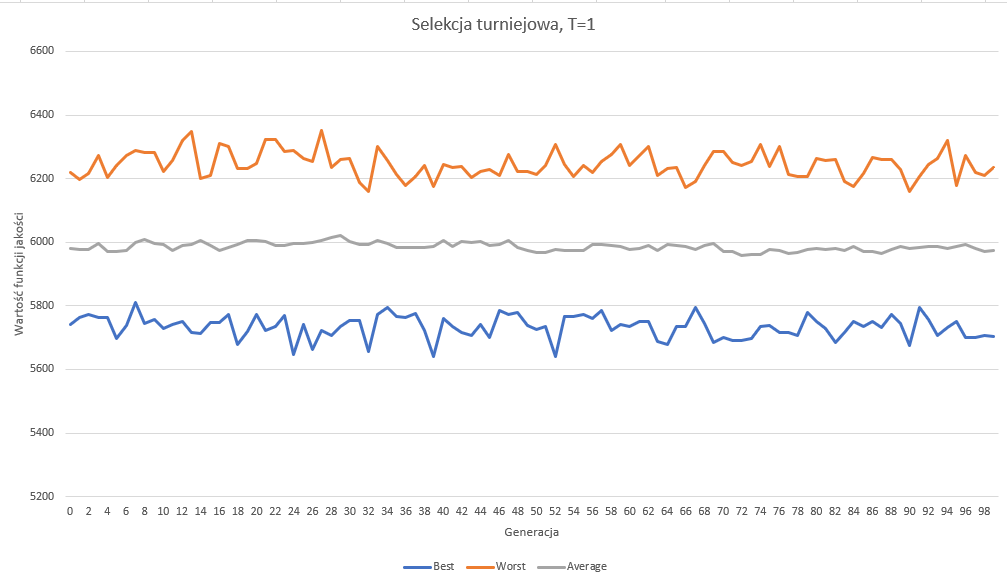 Selekcja turniejowa, T=1
6600
6400
6200
6000
5800
5600
5400
5200
Wartość funkcji jakości
0 2 4 6 8 10 12 14 16 18 20 22 24 26 28 30 32 34 36 38 40 42 44 46 48 50 52 54 56 58 60 62 64 66 68 70 72 74 76 78 80 82 84 86 88 90 92 94 96 98
Generacja
Best Worst Average